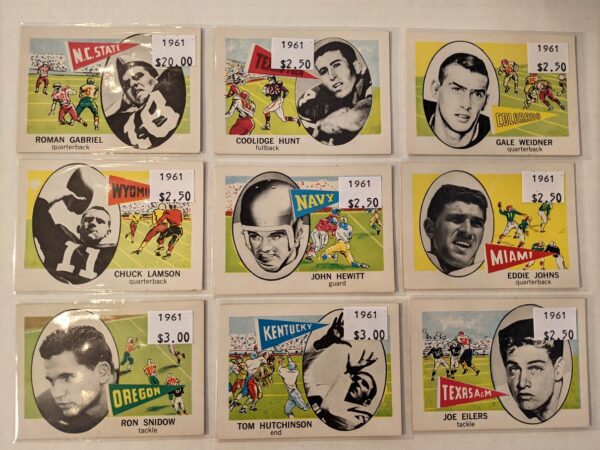 N.C. STATE
1961
$20.00
18
ROMAN GABRIEL
quarterback
1961
$2.50
COOLIDGE HUNT
fullback
1961
$2.50
COLORADO
GALE WEIDNER
quarterback
1961
$2.50
11
CHUCK LAMSON
quarterback
1961
$2.50
NAVY
JOHN HEWITT
guard
1961
$2.50
MIAMI
EDDIE JOHNS
quarterback
1961
$3.00
OREGON
RON SNIDOW
tackle
1961
$3.00
KENTUCKY
TOM HUTCHINSON
end
1961
$2.50
TEXAS A&M
JOE EILERS
tackle